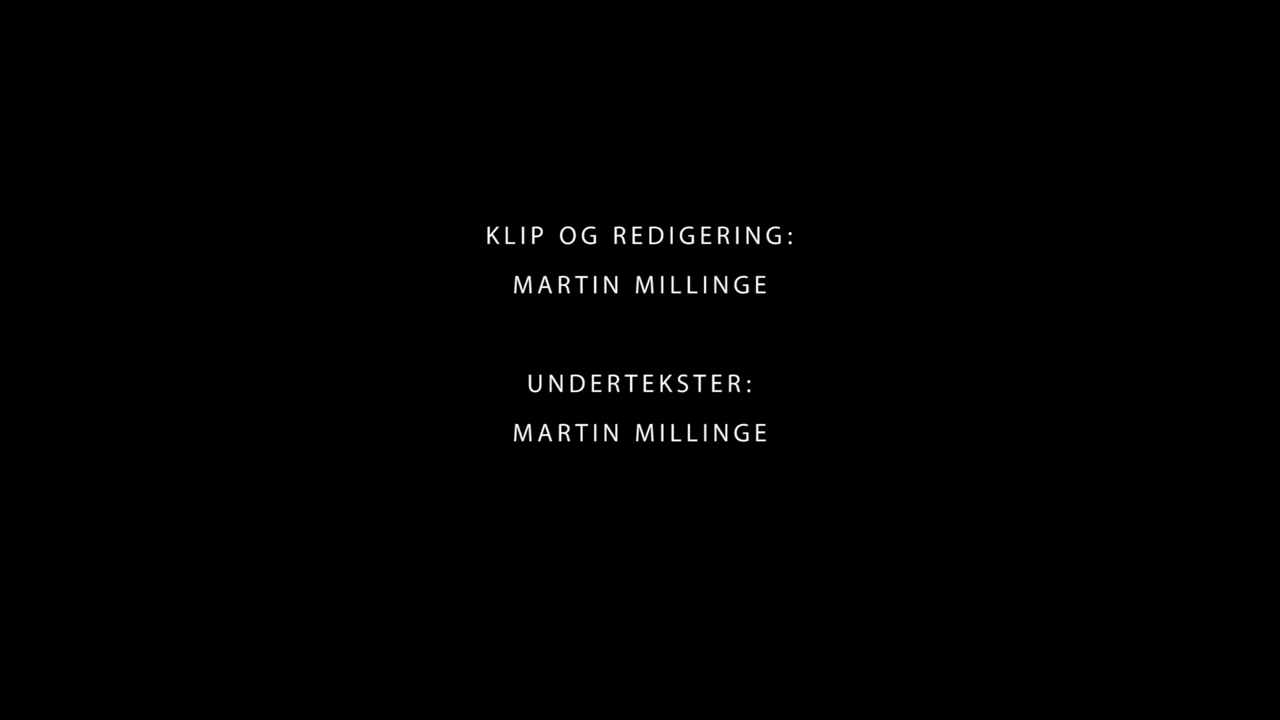 KLIP OG REDIGERING:
MARTIN MILLINGE
UNDERTEKSTER:
MARTIN MILLINGE